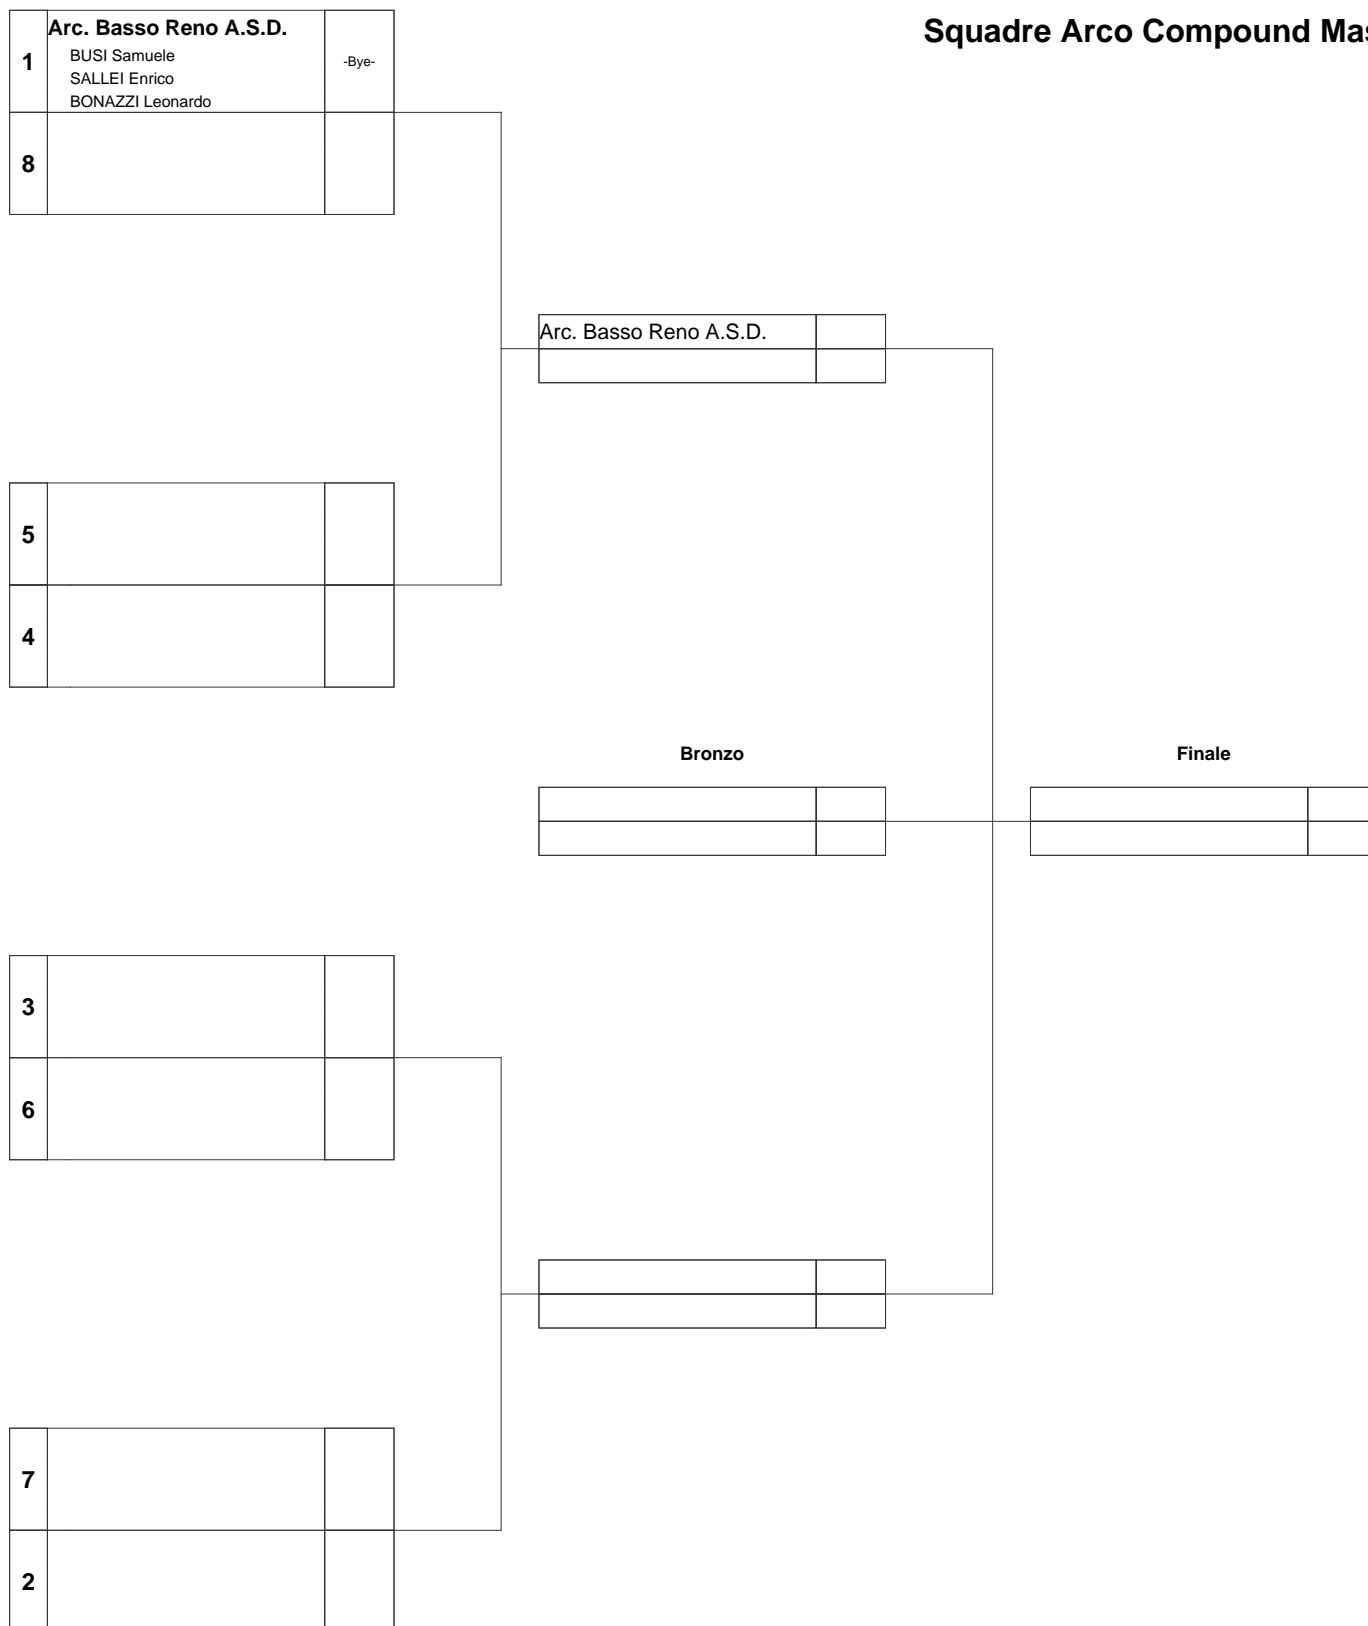 Squadre Arco Compound Mas
Arc. Basso Reno A.S.D.
1
BUSI Samuele
-Bye-
SALLEI Enrico
BONAZZI Leonardo
8
Arc. Basso Reno A.S.D.
5
4
Bronzo
Finale
3
6
7
2